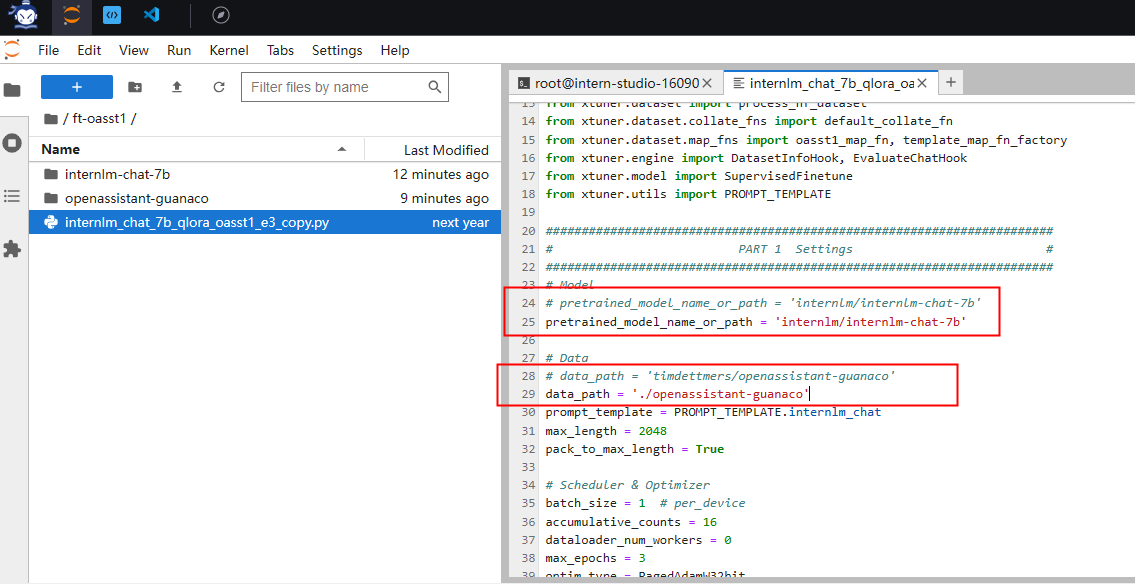 File Edit View Run Kernel Tabs Settings Help
+
Filter files by name
/ ft-oasst1 /
Name Last Modified
internlm-chat-7b 12 minutes ago
openassistant-guanaco 9 minutes ago
internlm_chat_7b_qlora_oasst1_e3_copy.py next year
root@intern-studio-16090 × internlm_chat_7b_qlora_oa × +
13 from xtuner.dataset import process_hf_dataset
14 from xtuner.dataset.collate_fns import default_collate_fn
15 from xtuner.dataset.map_fns import oasst1_map_fn, template_map_fn_factory
16 from xtuner.engine import DatasetInfoHook, EvaluateChatHook
17 from xtuner.model import SupervisedFinetune
18 from xtuner.utils import PROMPT_TEMPLATE
19
20 #######################################################################
21 # PART 1 Settings #
22 #######################################################################
23 # Model
24 # pretrained_model_name_or_path = 'internlm/internlm-chat-7b'
25 pretrained_model_name_or_path = 'internlm/internlm-chat-7b'
26
27 # Data
28 # data_path = 'timdettmers/openassistant-guanaco'
29 data_path = './openassistant-guanaco'
30 prompt_template = PROMPT_TEMPLATE.internlm_chat
31 max_length = 2048
32 pack_to_max_length = True
33
34 # Scheduler & Optimizer
35 batch_size = 1 # per_device
36 accumulative_counts = 16
37 dataloader_num_workers = 0
38 max_epochs = 3
39 optim_type = PagedAdamW32bit